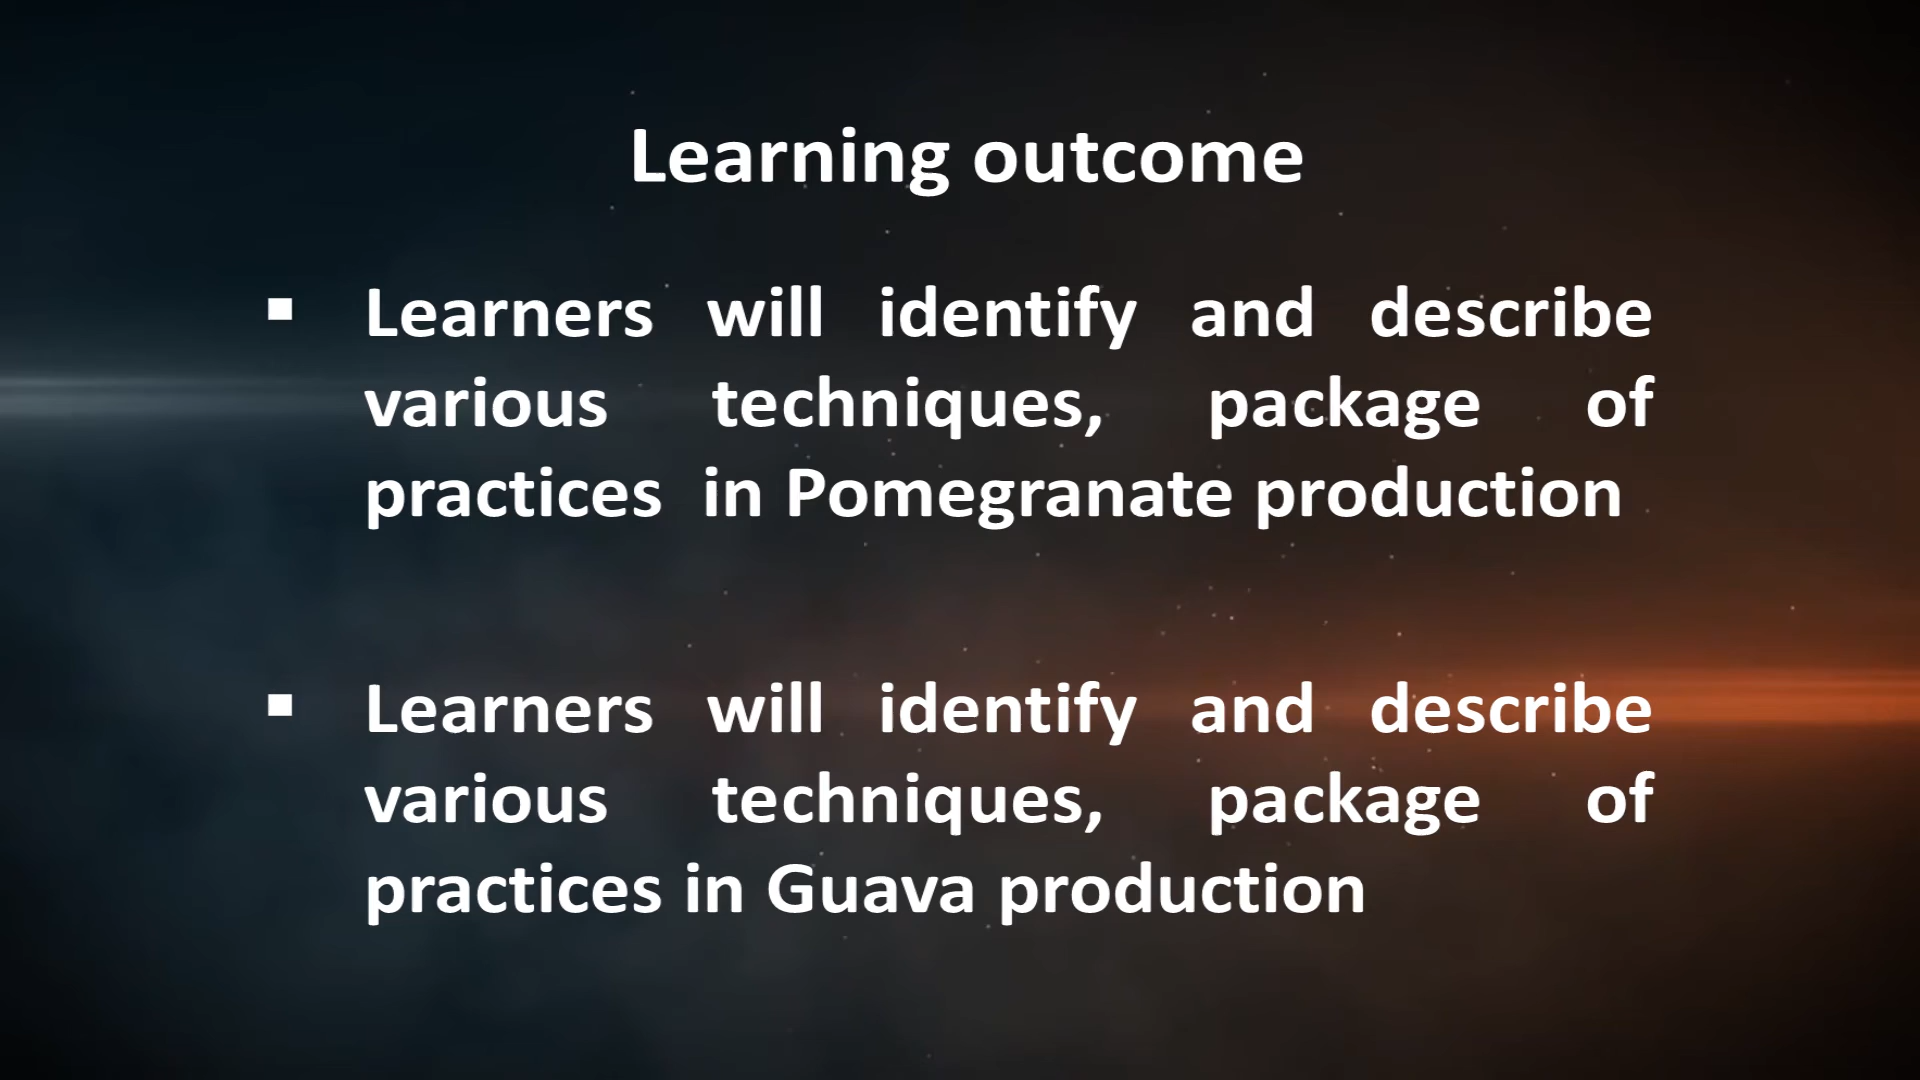 Learning outcome
▪ Learners will identify and describe
various techniques, package of
practices in Pomegranate production
▪ Learners will identify and describe
various techniques, package of
practices in Guava production